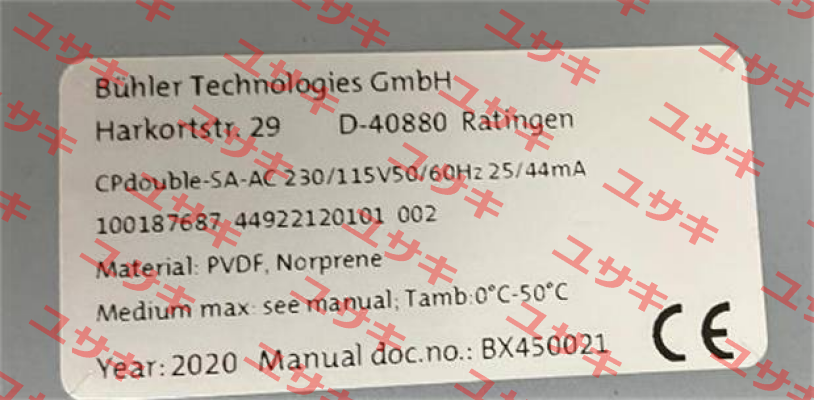 Bühler Technologies GmbH
Harkortstr. 29 D-40880 Ratingen
CPdouble-SA-AC 230/115V50/60Hz 25/44mA
100187687 44922120101 002
Material: PVDF, Norprene
Medium max: see manual; Tamb:0°C-50°C
Year: 2020 Manual doc.no.: BX450021
CE
ユサキ